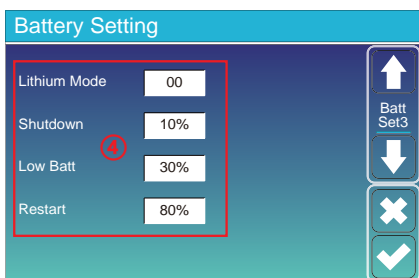 Battery Setting
Lithium Mode 00
Shutdown 10%
④
Low Batt 30%
Restart 80%
Batt
Set3